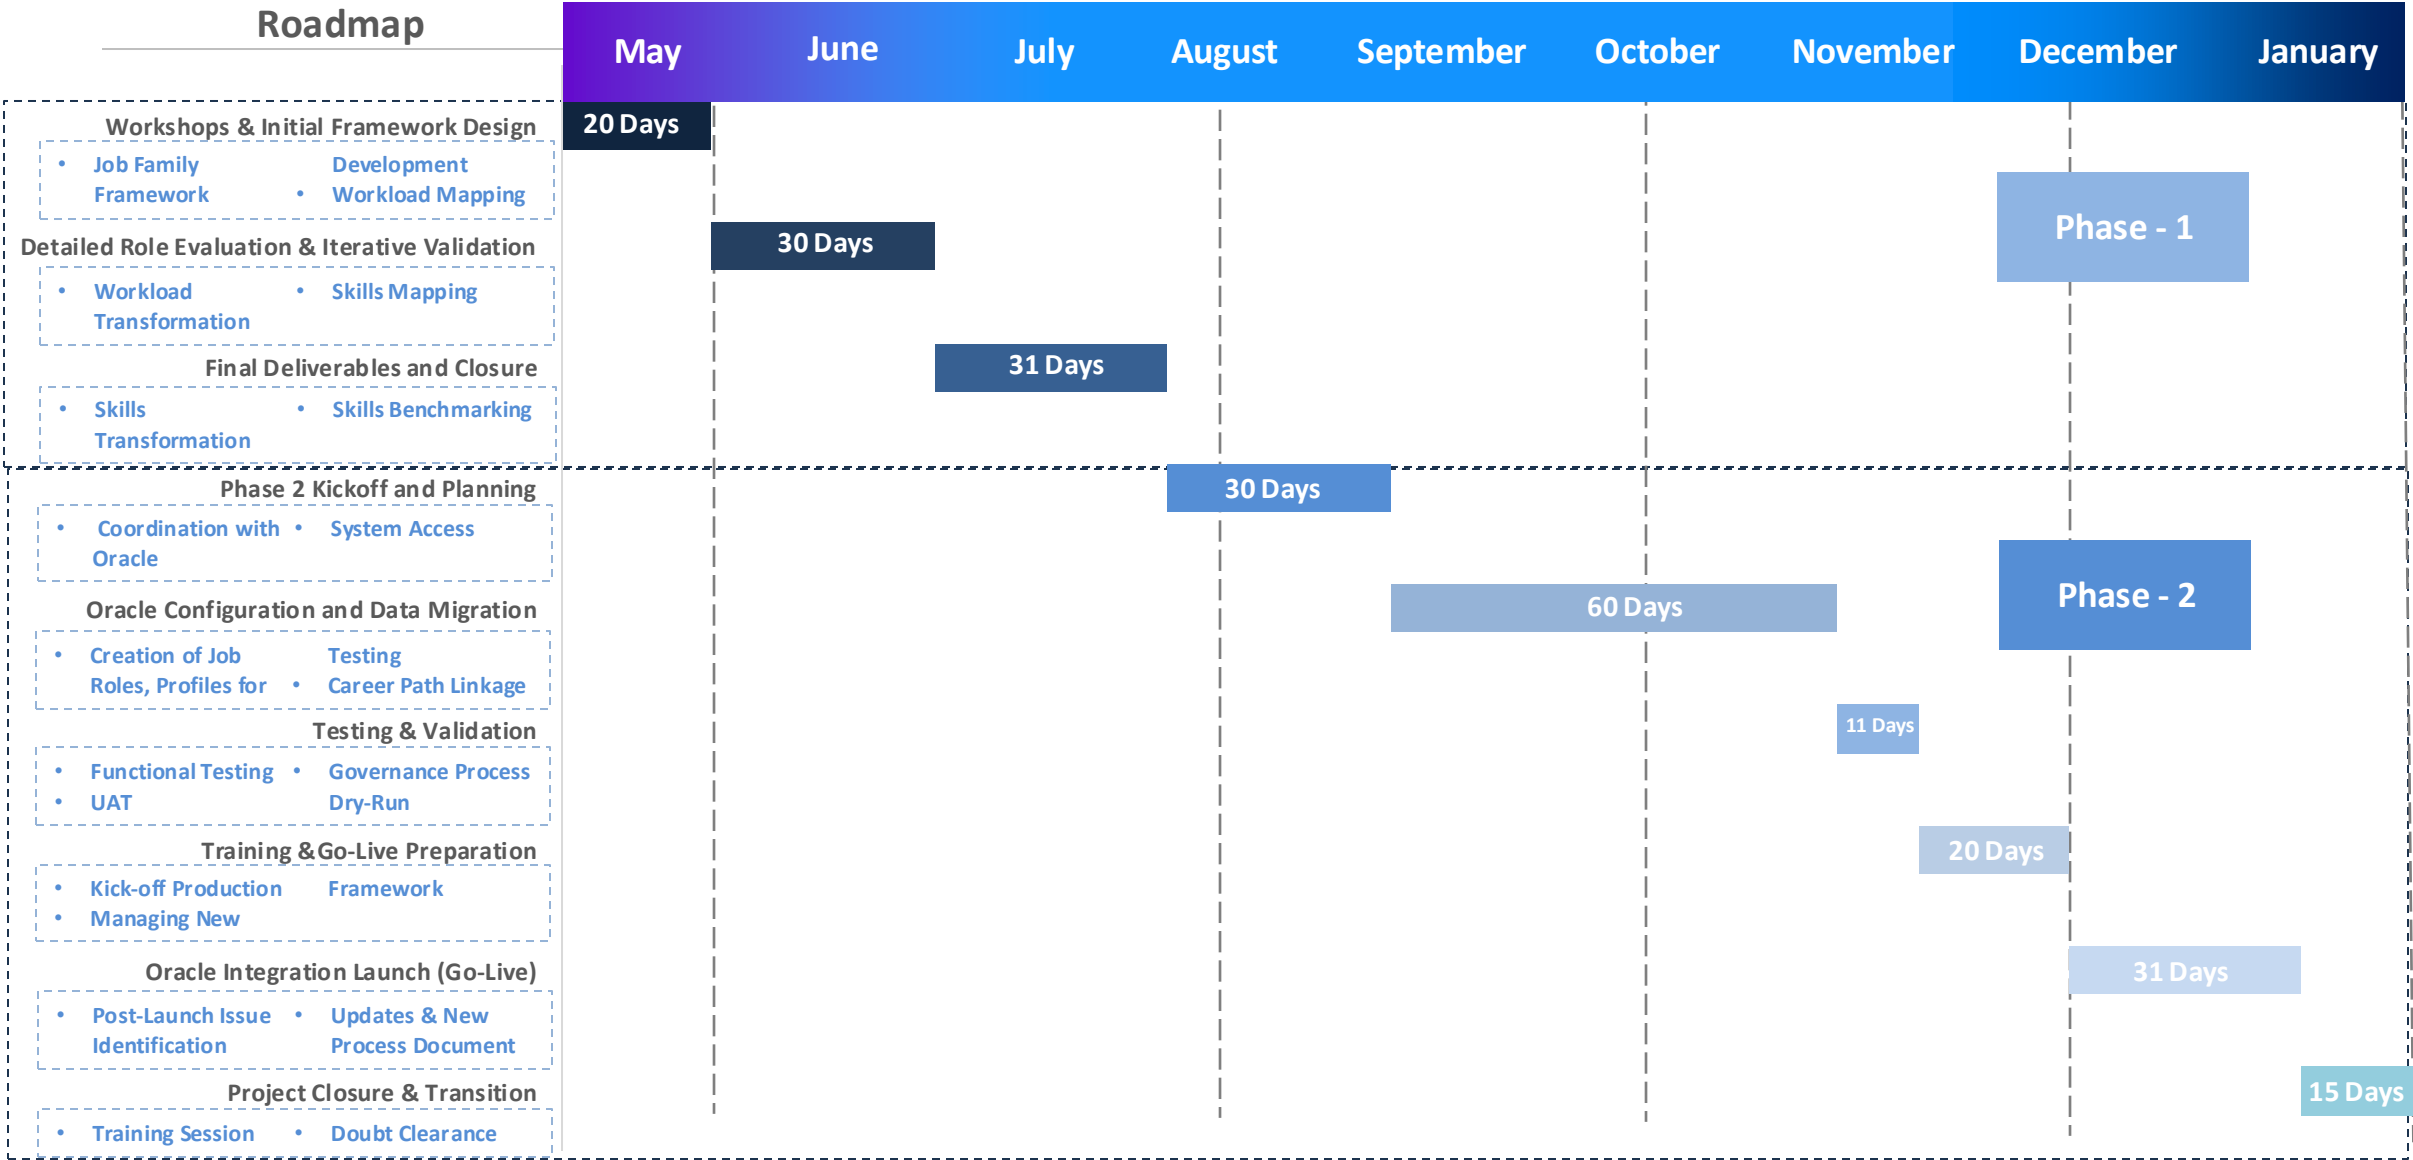 Roadmap
May June July August September October November December January
Workshops & Initial Framework Design
20 Days
• Job Family
Framework
Development
• Workload Mapping
Phase - 1
Detailed Role Evaluation & Iterative Validation
30 Days
• Workload
Transformation
• Skills Mapping
Final Deliverables and Closure
31 Days
• Skills
Transformation
• Skills Benchmarking
Phase 2 Kickoff and Planning
30 Days
• Coordination with
Oracle
• System Access
Phase - 2
Oracle Configuration and Data Migration
60 Days
• Creation of Job
Roles, Profiles for
Testing
• Career Path Linkage
Testing & Validation
11 Days
• Functional Testing
• UAT
• Governance Process
Dry-Run
Training &Go-Live Preparation
20 Days
• Kick-off Production
• Managing New
Framework
Oracle Integration Launch (Go-Live)
31 Days
• Post-Launch Issue
Identification
• Updates & New
Process Document
Project Closure & Transition
15 Days
• Training Session
• Doubt Clearance